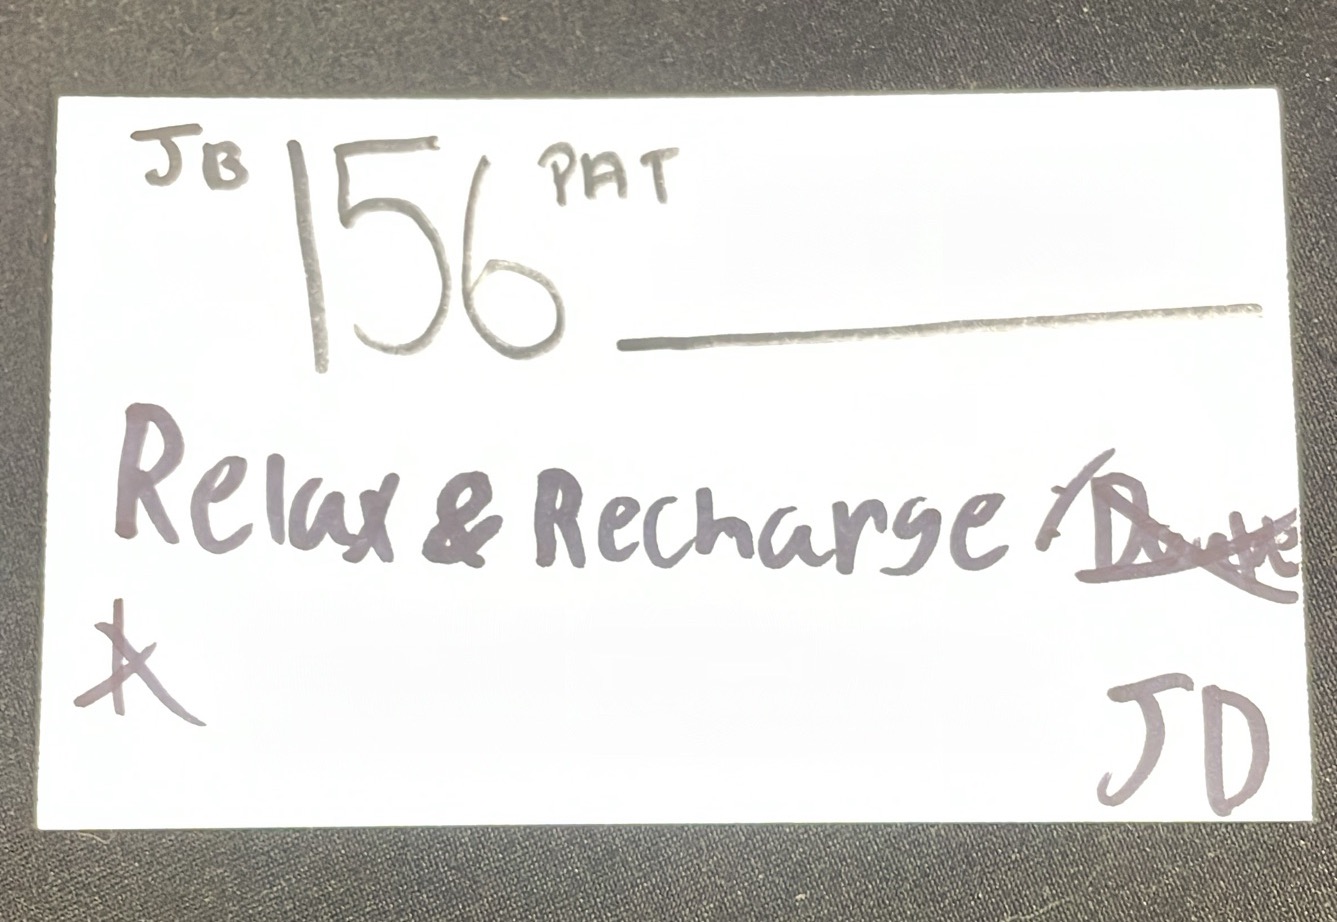 JB 156 PAT
Relax & Recharge /
JD